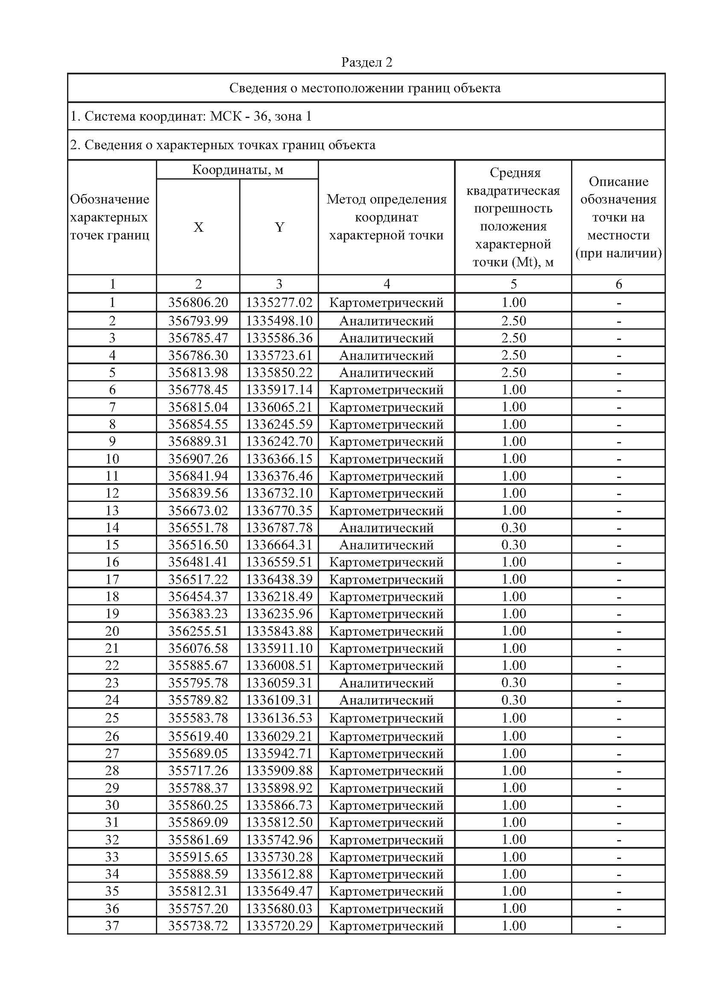 Раздел 2
Сведения о местоположении границ объекта
1. Система координат: МСК - 36, зона 1
2. Сведения о характерных точках границ объекта
Обозначение
характерных
точек границ
Координаты, м
X
Y
Метод определения
координат
характерной точки
Средняя
квадратическая
погрешность
положения
характерной
точки (Mt), м
Описание
обозначения
точки на
местности
(при наличии)
1 2 3 4 5 6
1 356806.20 1335277.02 Картометрический 1.00 -
2 356793.99 1335498.10 Аналитический 2.50 -
3 356785.47 1335586.36 Аналитический 2.50 -
4 356786.30 1335723.61 Аналитический 2.50 -
5 356813.98 1335850.22 Аналитический 2.50 -
6 356778.45 1335917.14 Картометрический 1.00 -
7 356815.04 1336065.21 Картометрический 1.00 -
8 356854.55 1336245.59 Картометрический 1.00 -
9 356889.31 1336242.70 Картометрический 1.00 -
10 356907.26 1336366.15 Картометрический 1.00 -
11 356841.94 1336376.46 Картометрический 1.00 -
12 356839.56 1336732.10 Картометрический 1.00 -
13 356673.02 1336770.35 Картометрический 1.00 -
14 356551.78 1336787.78 Аналитический 0.30 -
15 356516.50 1336664.31 Аналитический 0.30 -
16 356481.41 1336559.51 Картометрический 1.00 -
17 356517.22 1336438.39 Картометрический 1.00 -
18 356454.37 1336218.49 Картометрический 1.00 -
19 356383.23 1336235.96 Картометрический 1.00 -
20 356255.51 1335843.88 Картометрический 1.00 -
21 356076.58 1335911.10 Картометрический 1.00 -
22 355885.67 1336008.51 Картометрический 1.00 -
23 355795.78 1336059.31 Аналитический 0.30 -
24 355789.82 1336109.31 Аналитический 0.30 -
25 355583.78 1336136.53 Картометрический 1.00 -
26 355619.40 1336029.21 Картометрический 1.00 -
27 355689.05 1335942.71 Картометрический 1.00 -
28 355717.26 1335909.88 Картометрический 1.00 -
29 355788.37 1335898.92 Картометрический 1.00 -
30 355860.25 1335866.73 Картометрический 1.00 -
31 355869.09 1335812.50 Картометрический 1.00 -
32 355861.69 1335742.96 Картометрический 1.00 -
33 355915.65 1335730.28 Картометрический 1.00 -
34 355888.59 1335612.88 Картометрический 1.00 -
35 355812.31 1335649.47 Картометрический 1.00 -
36 355757.20 1335680.03 Картометрический 1.00 -
37 355738.72 1335720.29 Картометрический 1.00 -